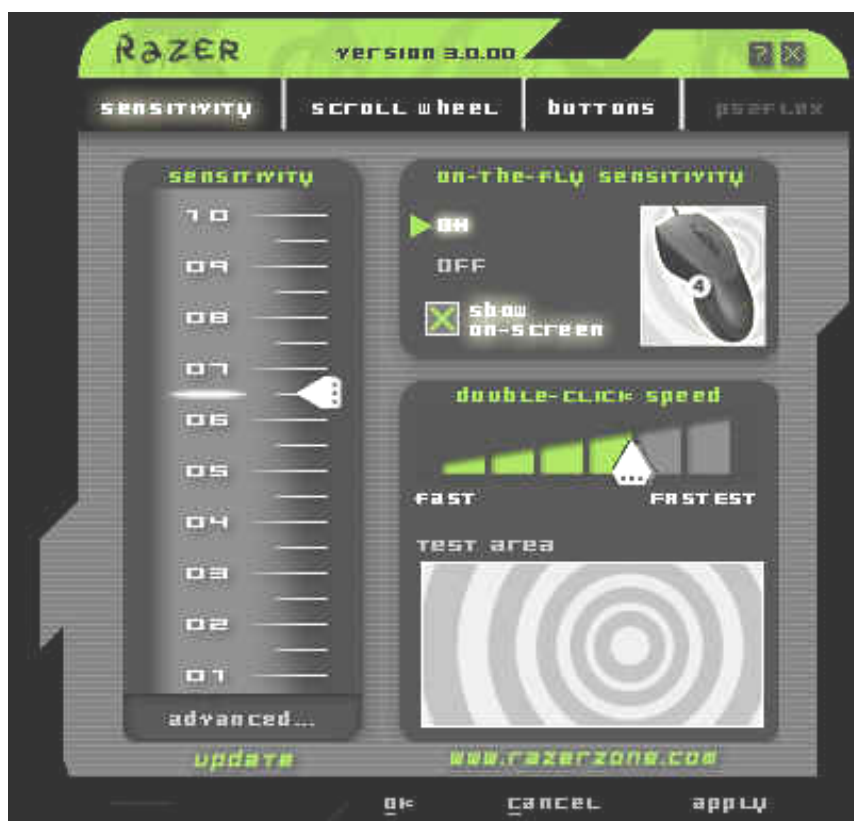 RAZER version 3.0.00 ? X
sensitivity scroll wheel buttons ps2flex
sensitivity
10
09
08
07
06
05
04
03
02
01
advanced...
update
on-the-fly sensitivity
ON
OFF
show
on-screen
4
double-click speed
FAST FASTEST
TEST area
www.razerzone.com
OK cancel apply